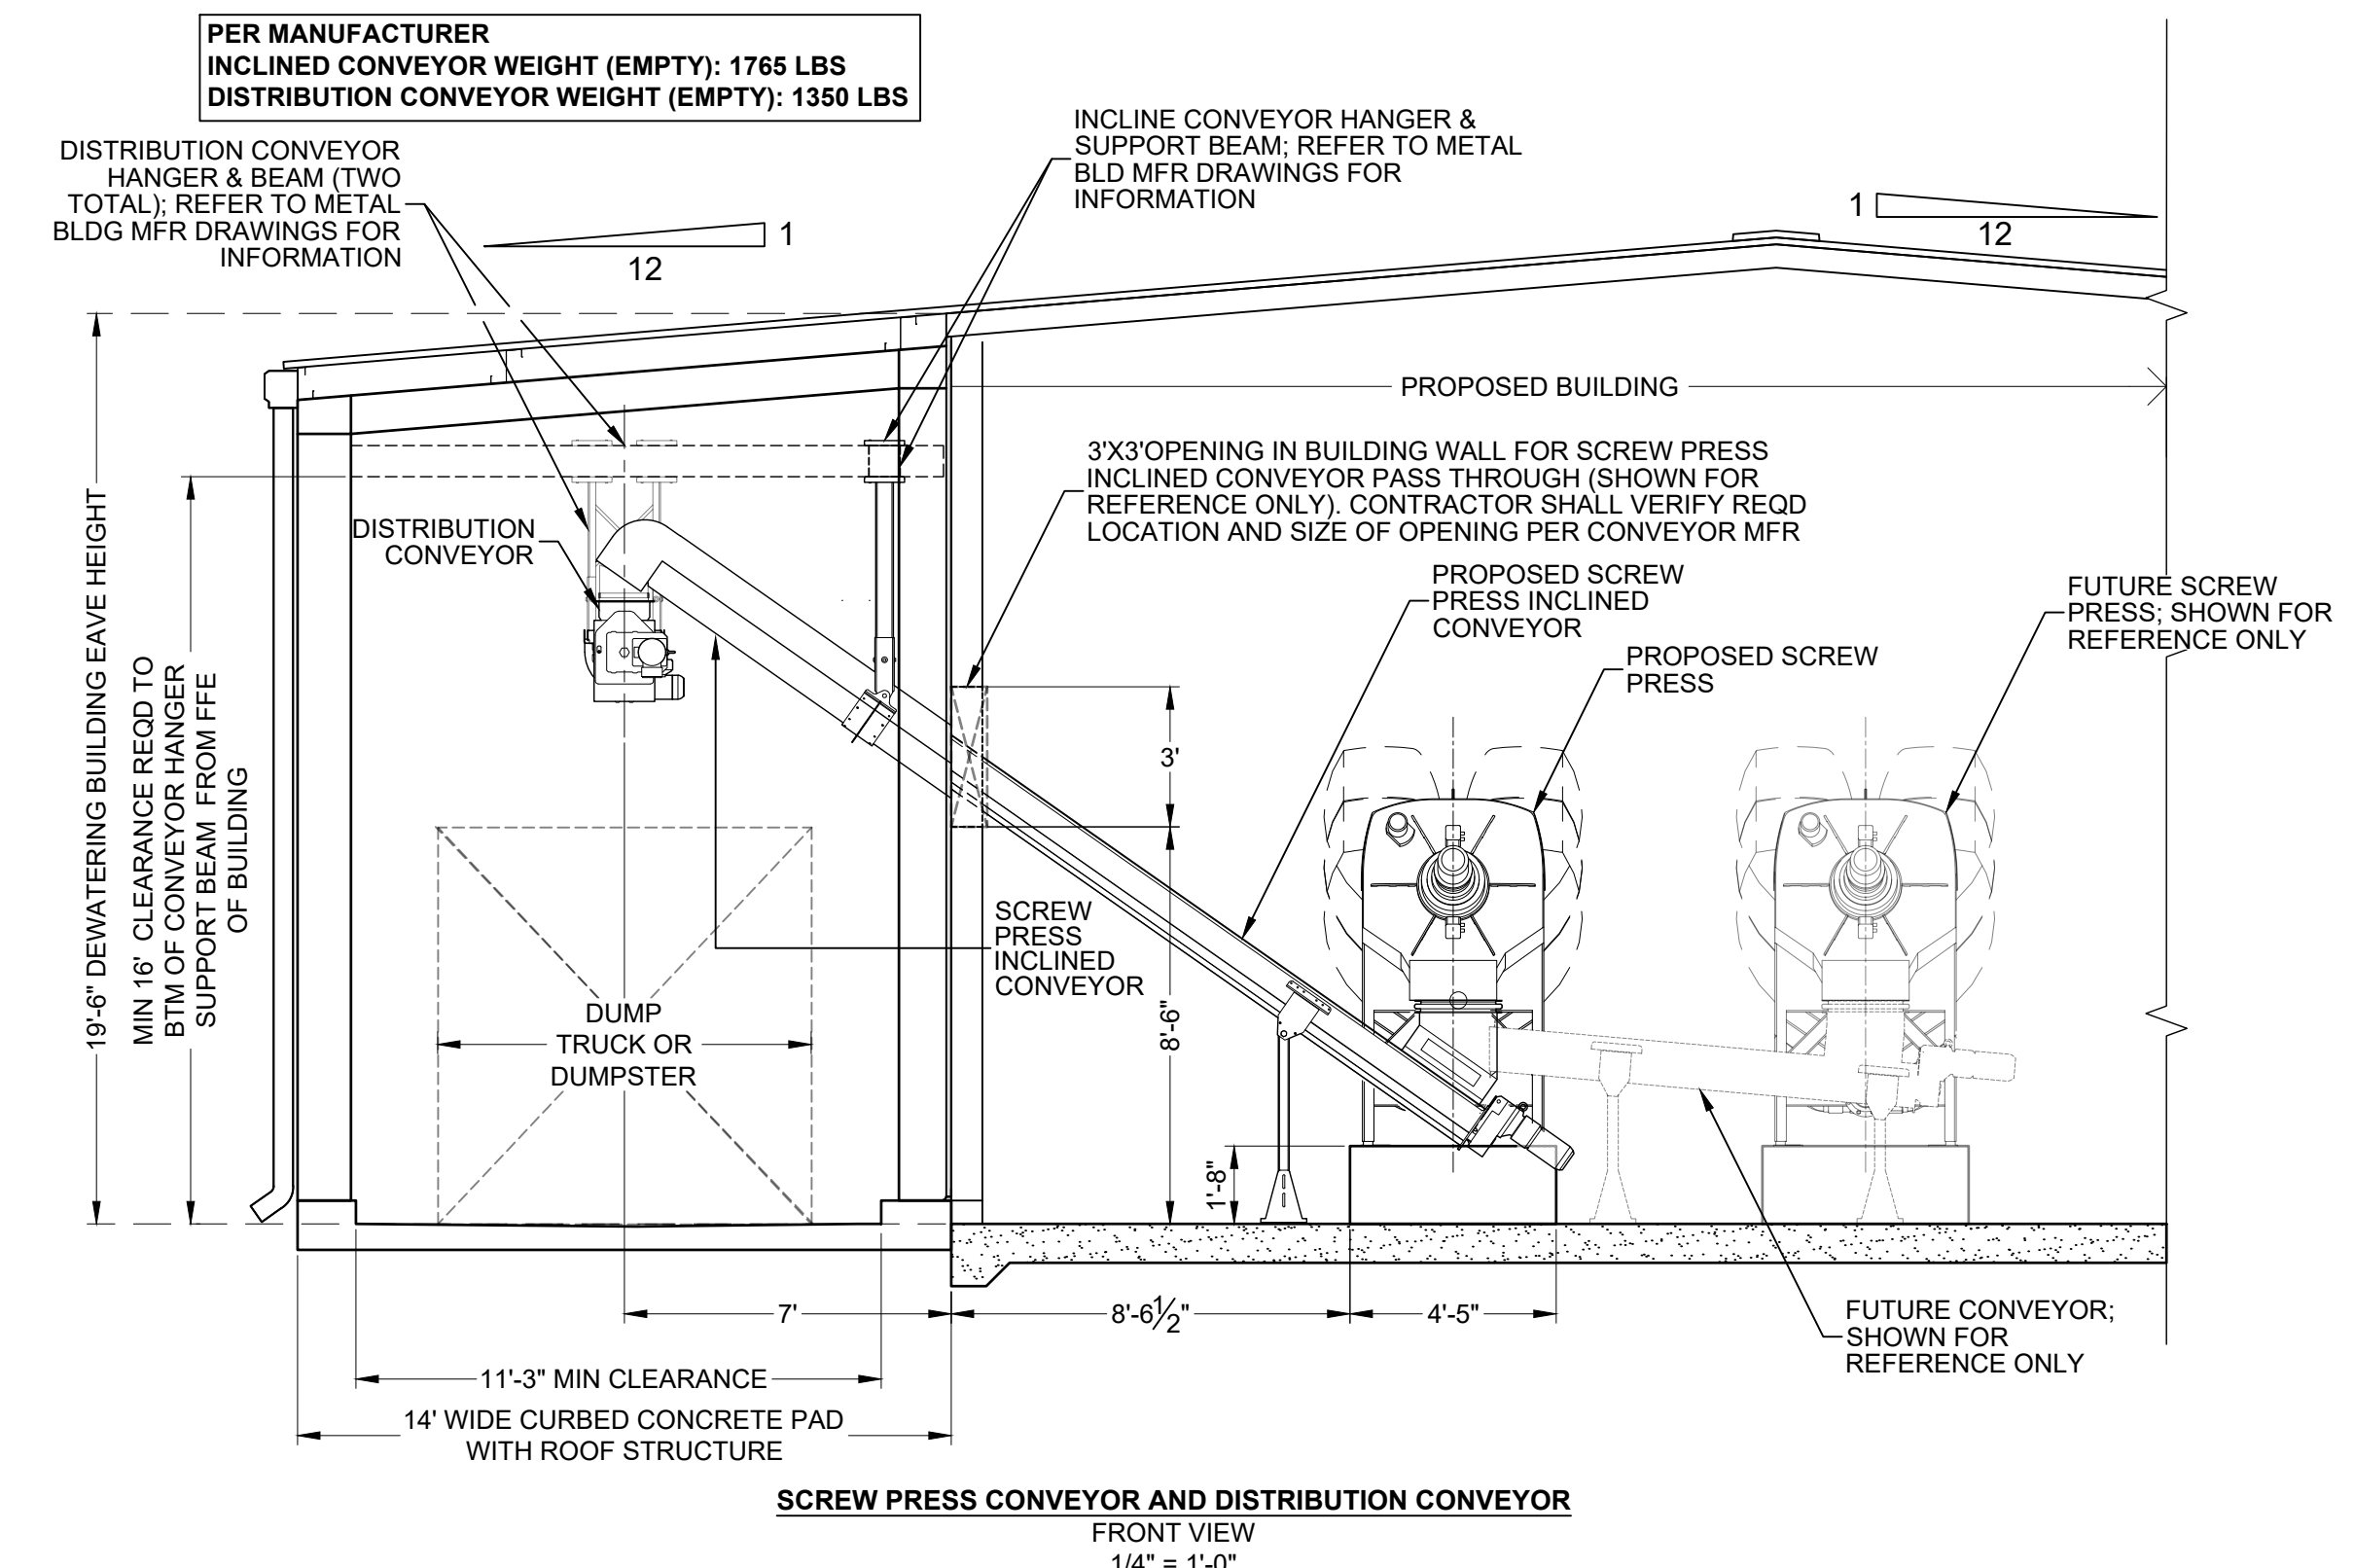 PER MANUFACTURER
INCLINED CONVEYOR WEIGHT (EMPTY): 1765 LBS
DISTRIBUTION CONVEYOR WEIGHT (EMPTY): 1350 LBS
DISTRIBUTION CONVEYOR
HANGER & BEAM (TWO
TOTAL); REFER TO METAL
BLDG MFR DRAWINGS FOR
INFORMATION
INCLINE CONVEYOR HANGER &
SUPPORT BEAM; REFER TO METAL
BLD MFR DRAWINGS FOR
INFORMATION
1
12
1
12
PROPOSED BUILDING
3'X3'OPENING IN BUILDING WALL FOR SCREW PRESS
INCLINED CONVEYOR PASS THROUGH (SHOWN FOR
REFERENCE ONLY). CONTRACTOR SHALL VERIFY REQD
LOCATION AND SIZE OF OPENING PER CONVEYOR MFR
DISTRIBUTION
CONVEYOR
PROPOSED SCREW
PRESS INCLINED
CONVEYOR
FUTURE SCREW
PRESS; SHOWN FOR
REFERENCE ONLY
PROPOSED SCREW
PRESS
19'-6" DEWATERING BUILDING EAVE HEIGHT
MIN 16' CLEARANCE REQD TO
BTM OF CONVEYOR HANGER
SUPPORT BEAM FROM FFE
OF BUILDING
3'
SCREW
PRESS
INCLINED
CONVEYOR
8'-6"
DUMP
TRUCK OR
DUMPSTER
1'-8"
7'
8'-6½"
4'-5"
FUTURE CONVEYOR;
SHOWN FOR
REFERENCE ONLY
11'-3" MIN CLEARANCE
14' WIDE CURBED CONCRETE PAD
WITH ROOF STRUCTURE
SCREW PRESS CONVEYOR AND DISTRIBUTION CONVEYOR
FRONT VIEW
1/4" = 1'-0"